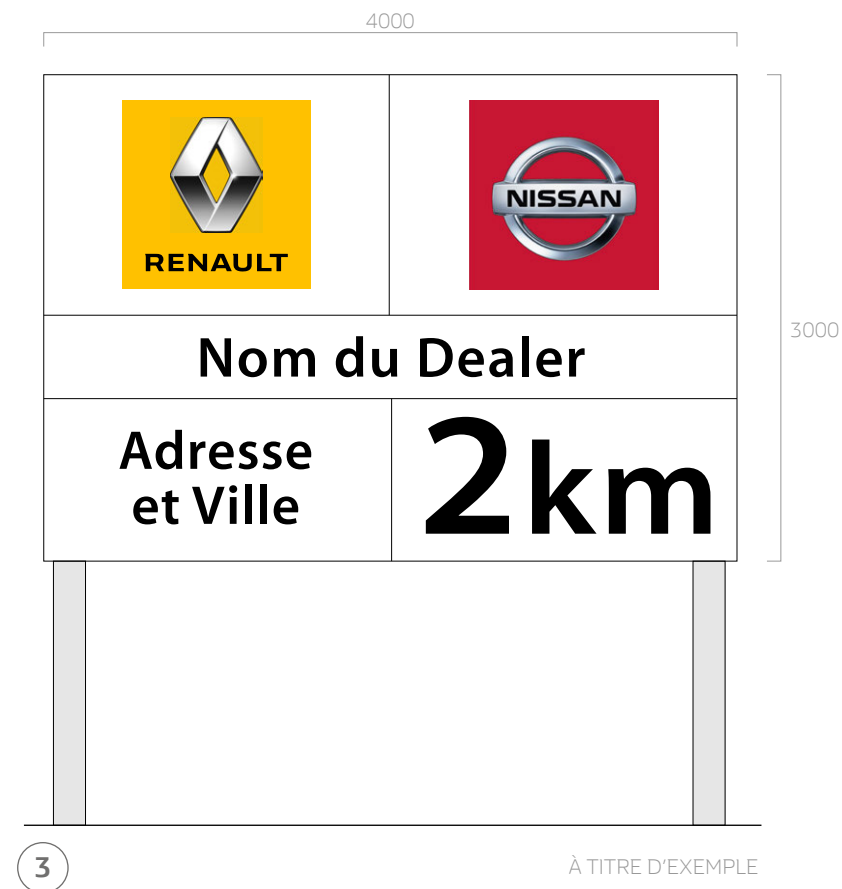 4000
RENAULT
NISSAN
3000
Nom du Dealer
Adresse
et Ville
2km
3
À TITRE D'EXEMPLE